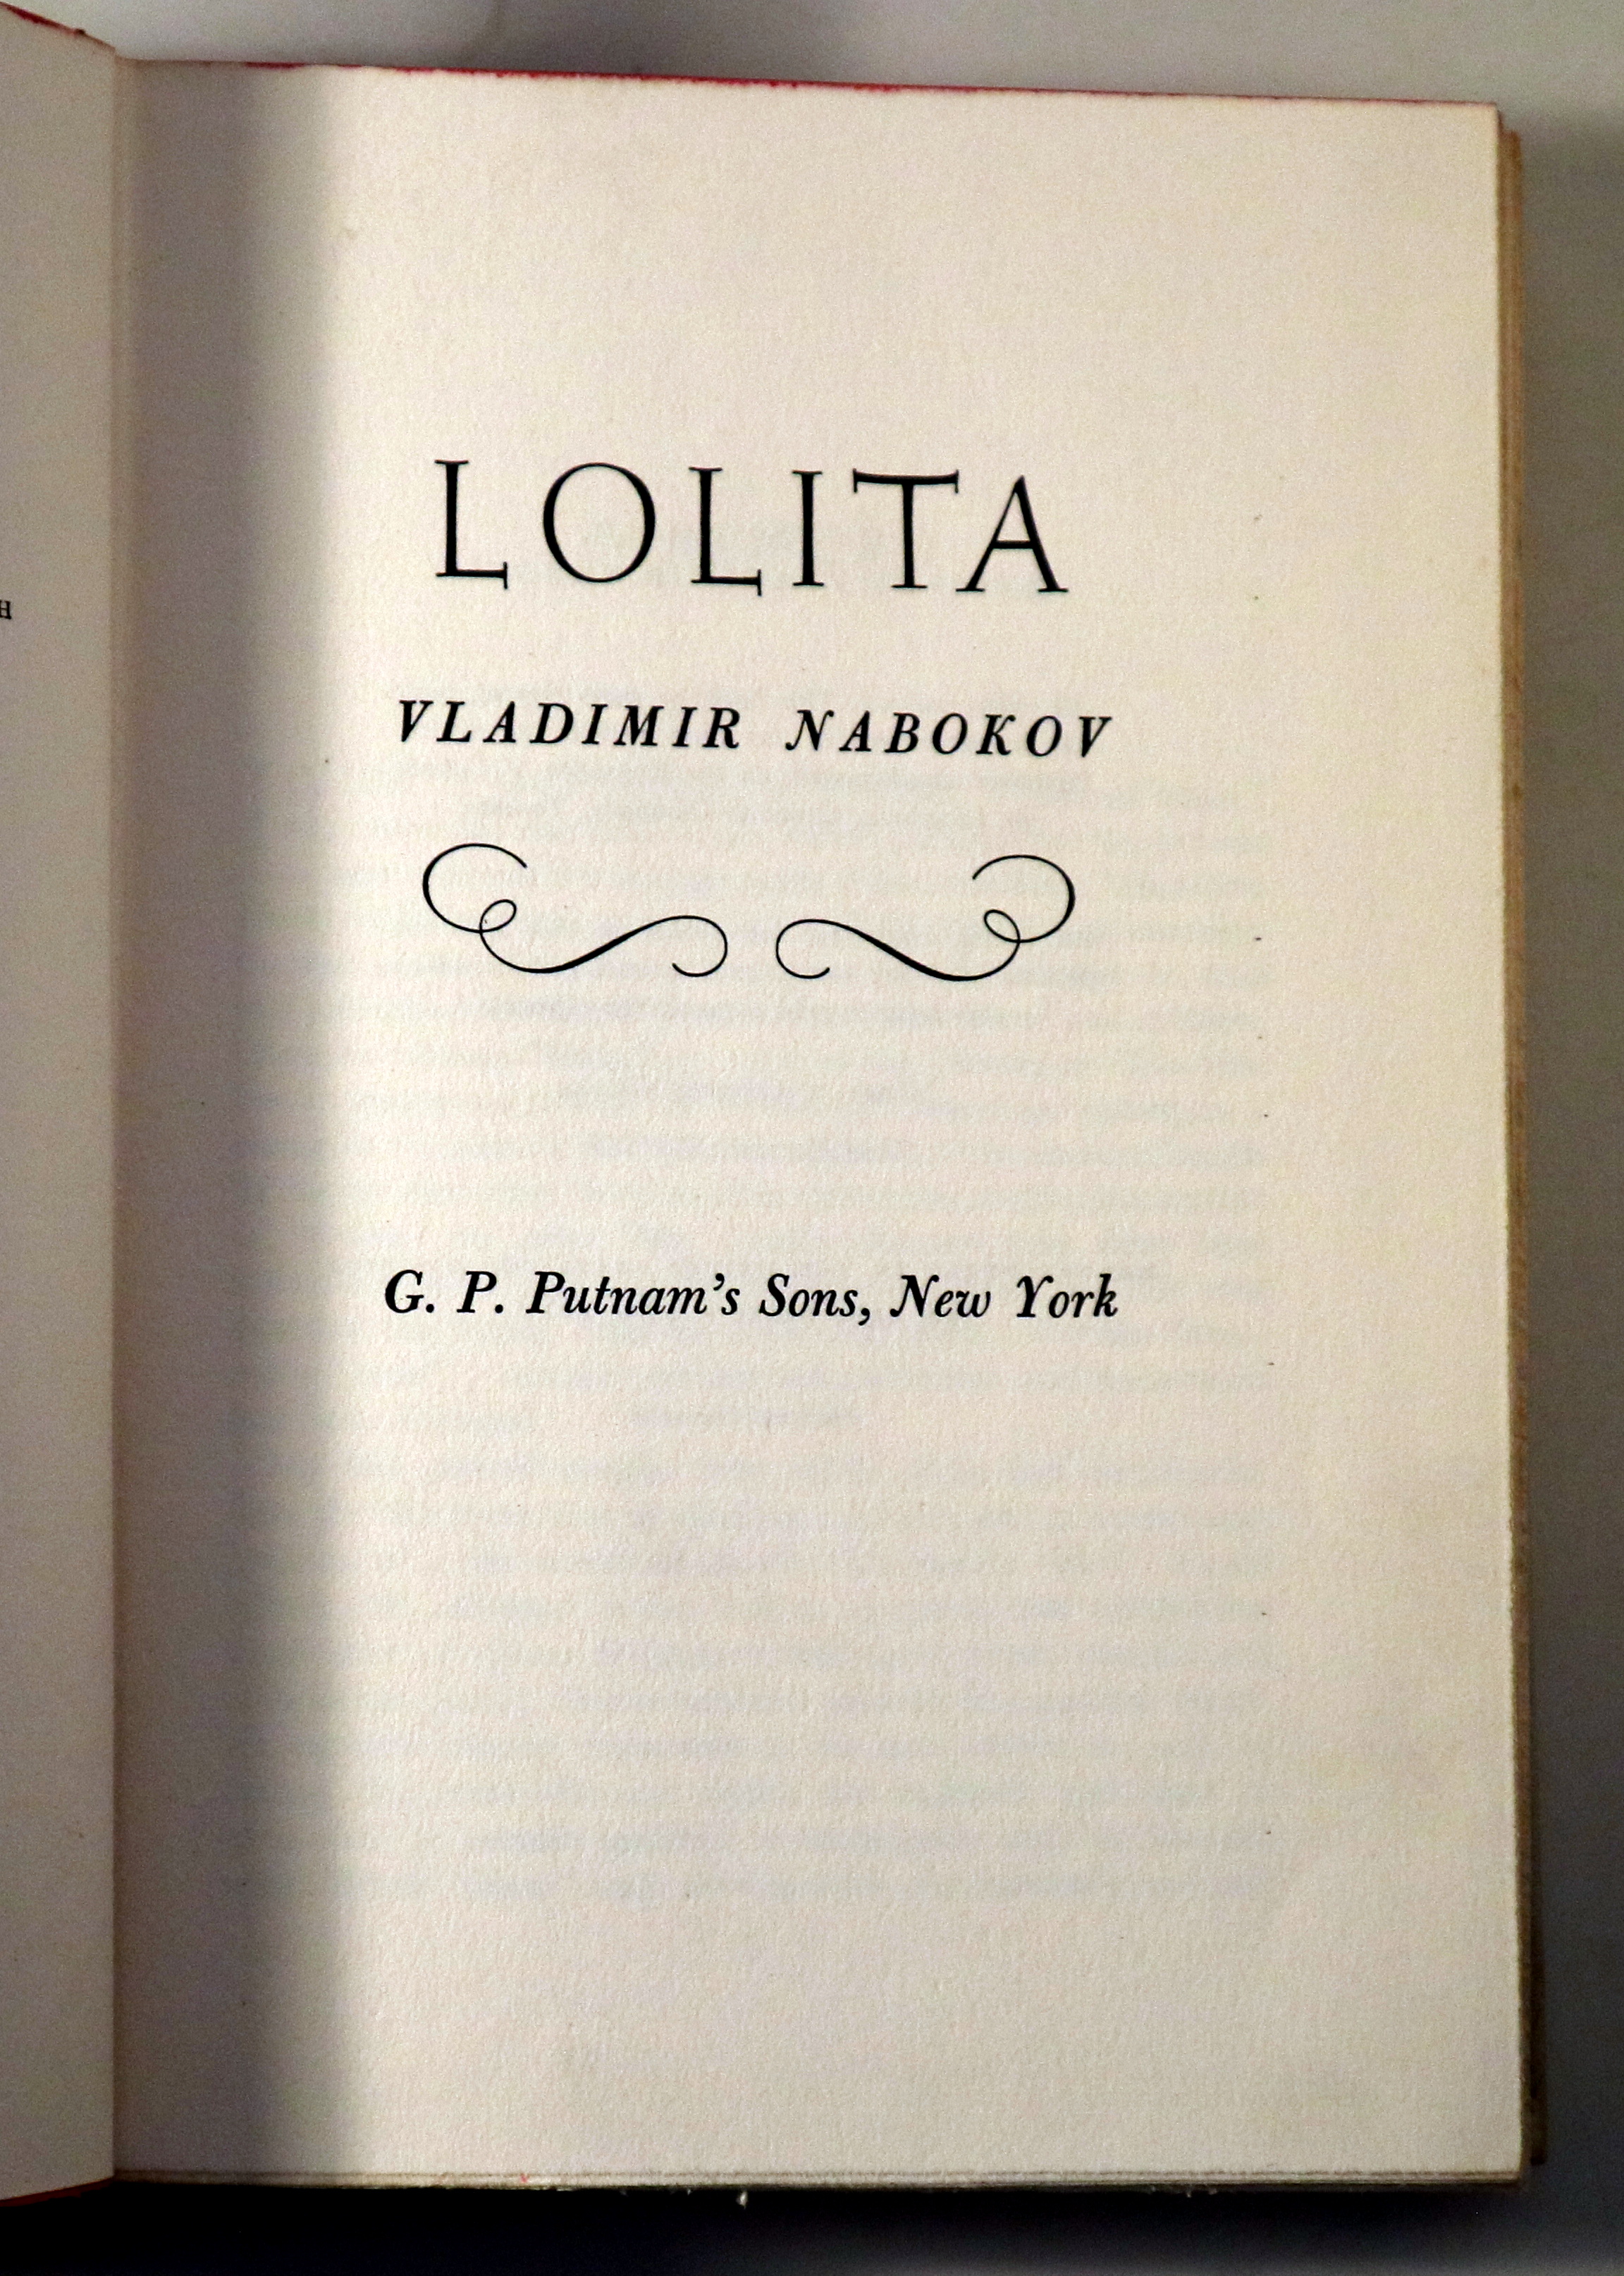 H
LOLITA
VLADIMIR NABOKOV
G. P. Putnam's Sons, New York